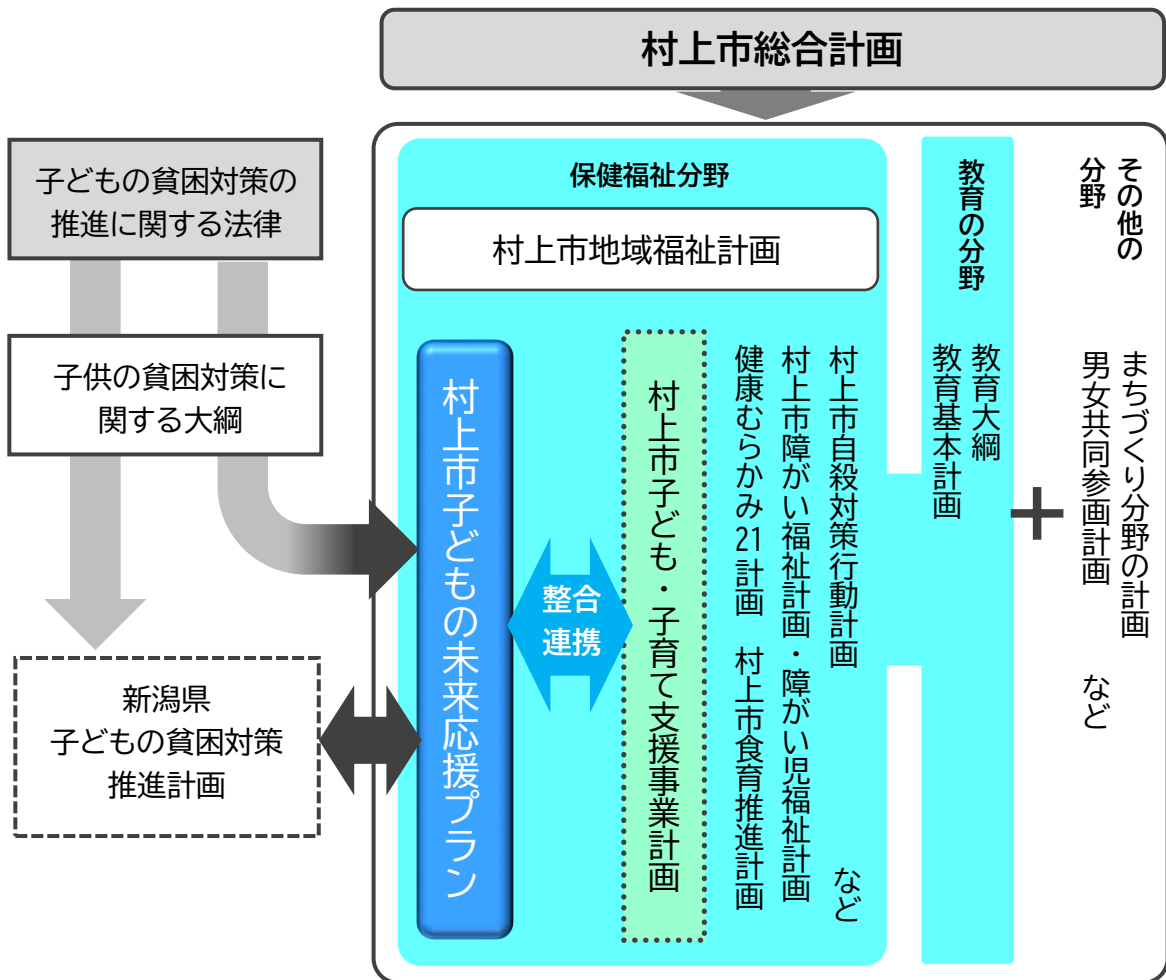 村上市総合計画
子どもの貧困対策の
推進に関する法律
子供の貧困対策に
関する大綱
新潟県
子どもの貧困対策
推進計画
保健福祉分野
村上市地域福祉計画
村上市子どもの未来応援プラン
整合
連携
村上市子ども・子育て支援事業計画
村上市自殺対策行動計画 など
村上市障がい福祉計画・障がい児福祉計画
健康むらかみ21計画 村上市食育推進計画
教育の分野
教育大綱
教育基本計画
+
その他の
分野
まちづくり分野の計画
男女共同参画計画 など